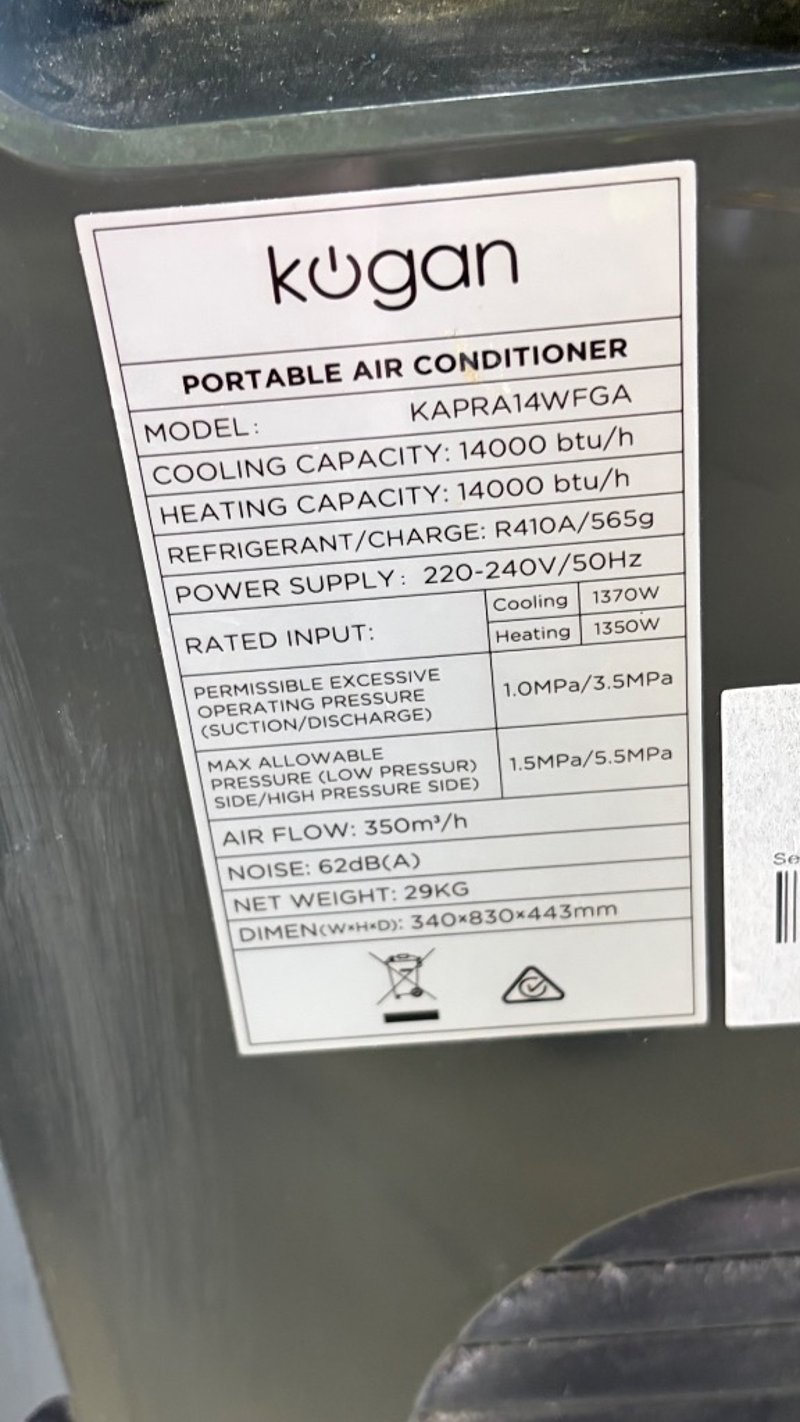 kogan
PORTABLE AIR CONDITIONER
MODEL: KAPRA14WFGA
COOLING CAPACITY: 14000 btu/h
HEATING CAPACITY: 14000 btu/h
REFRIGERANT/CHARGE: R410A/565g
POWER SUPPLY: 220-240V/50Hz
RATED INPUT:
Cooling 1370W
Heating 1350W
PERMISSIBLE EXCESSIVE
OPERATING PRESSURE
(SUCTION/DISCHARGE)
1.0MPa/3.5MPa
MAX ALLOWABLE
PRESSURE (LOW PRESSUR)
SIDE/HIGH PRESSURE SIDE)
1.5MPa/5.5MPa
AIR FLOW: 350m³/h
NOISE: 62dB(A)
NET WEIGHT: 29KG
DIMEN(W×H×D): 340×830×443mm
Se